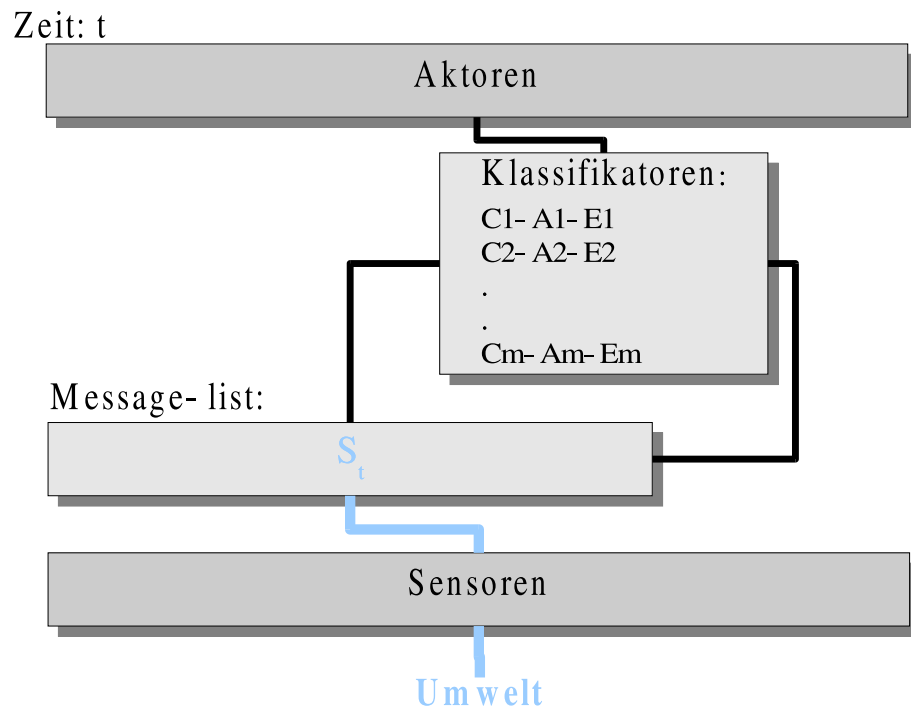 Zeit: t
Aktoren
Klassifikatoren:
C1-A1-E1
C2-A2-E2
.
.
Cm-Am-Em
Message-list:
St
Sensoren
Umwelt